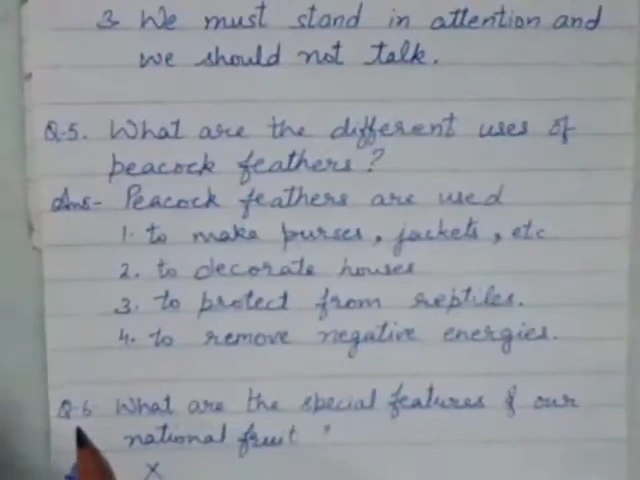 3. We must stand in attention and
we should not talk.
Q.5. What are the different uses of
peacock feathers?
Ans- Peacock feathers are used
1. to make purses, jackets, etc
2. to decorate houses
3. to protect from reptiles.
4. to remove negative energies.
Q.6. What are the special features of our
national fruit?